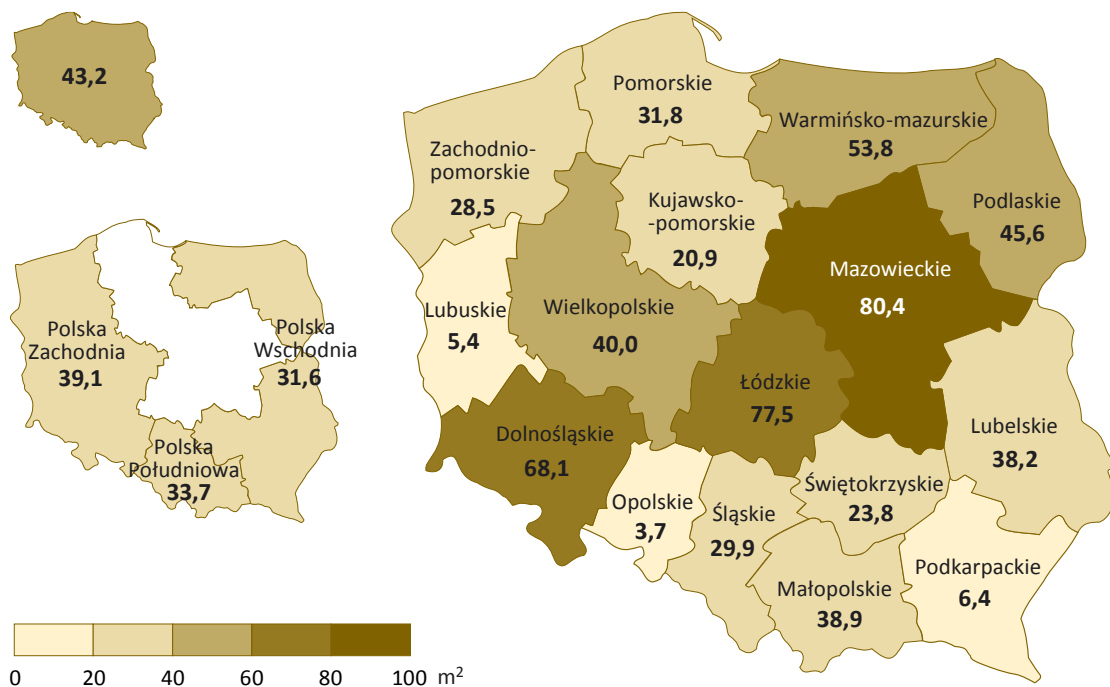 43,2
Polska
Zachodnia
39,1
Polska
Wschodnia
31,6
Polska
Południowa
33,7
Pomorskie
31,8
Warmińsko-mazurskie
53,8
Zachodnio-
pomorskie
28,5
Kujawsko-
-pomorskie
20,9
Podlaskie
45,6
Mazowieckie
80,4
Lubuskie
5,4
Wielkopolskie
40,0
Łódzkie
77,5
Dolnośląskie
68,1
Lubelskie
38,2
Opolskie
3,7
Śląskie
29,9
Świętokrzyskie
23,8
Małopolskie
38,9
Podkarpackie
6,4
0 20 40 60 80 100 m²